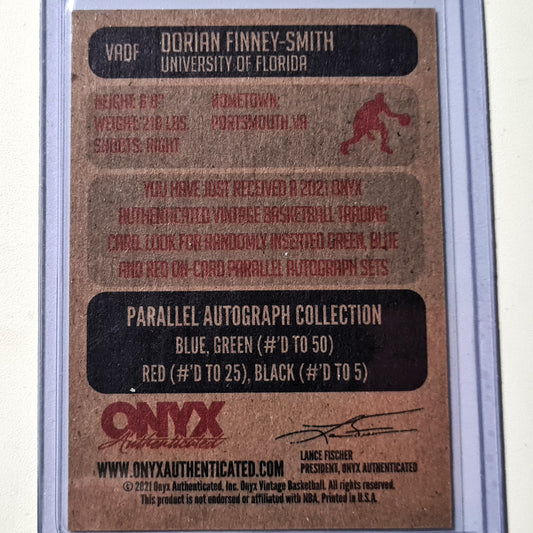 VADF
DORIAN FINNEY-SMITH
UNIVERSITY OF FLORIDA
HEIGHT: 6'8"
WEIGHT: 218 LBS.
SHOOTS: RIGHT
HOMETOWN:
PORTSMOUTH, VA
YOU HAVE JUST RECEIVED A 2021 ONYX
AUTHENTICATED VINTAGE BASKETBALL TRADING
CARD. LOOK FOR RANDOMLY INSERTED GREEN, BLUE
AND RED ON-CARD PARALLEL AUTOGRAPH SETS
PARALLEL AUTOGRAPH COLLECTION
BLUE, GREEN (#'D TO 50)
RED (#'D TO 25), BLACK (#'D TO 5)
ONYX
Authenticated
LANCE FISCHER
PRESIDENT, ONYX AUTHENTICATED
WWW.ONYXAUTHENTICATED.COM
© 2021 Onyx Authenticated, Inc. Onyx Vintage Basketball. All rights reserved.
This product is not endorsed or affiliated with NBA. Printed in U.S.A.